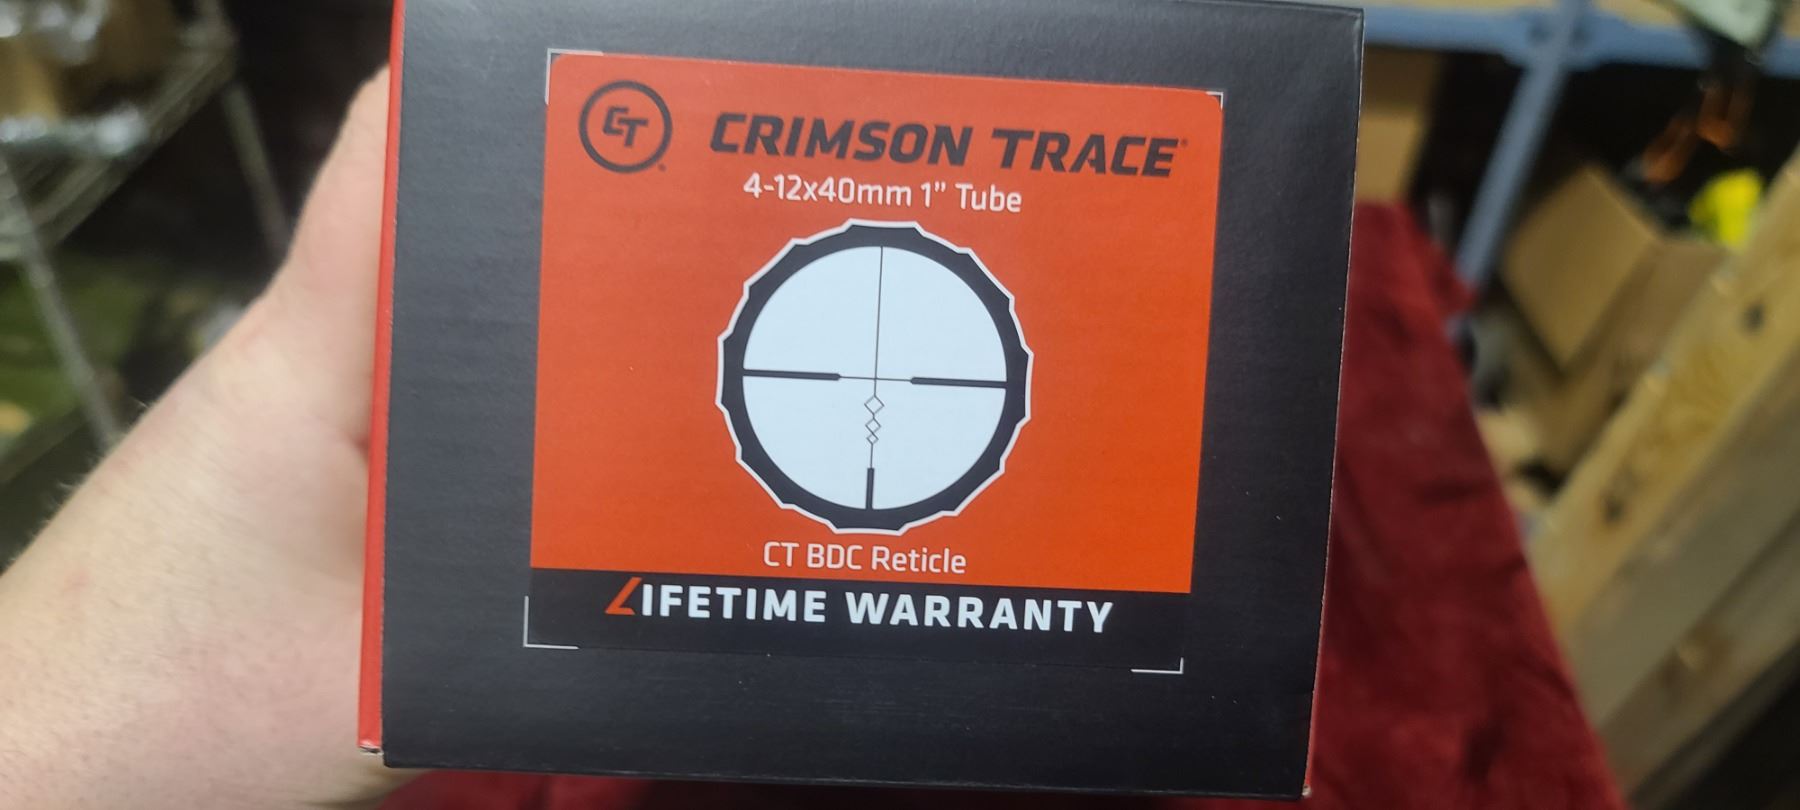 CT
CRIMSON TRACE
4-12x40mm 1” Tube
CT BDC Reticle
LIFETIME WARRANTY